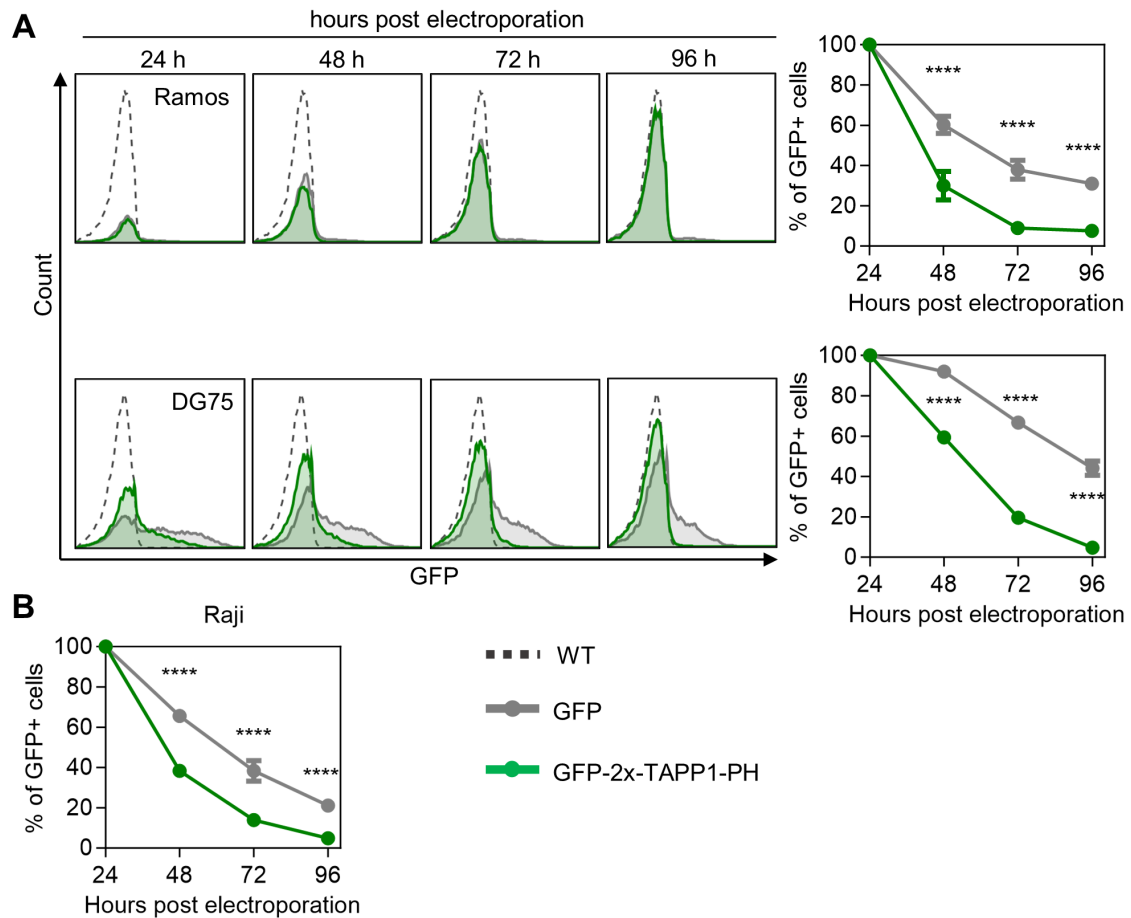 A
hours post electroporation
24 h 48 h 72 h 96 h
Ramos
DG75
Count
GFP
% of GFP+ cells
100
80
60
40
20
0
****
****
****
24 48 72 96
Hours post electroporation
% of GFP+ cells
100
80
60
40
20
0
****
****
****
24 48 72 96
Hours post electroporation
B
Raji
% of GFP+ cells
100
80
60
40
20
0
****
****
****
24 48 72 96
Hours post electroporation
WT
GFP
GFP-2x-TAPP1-PH